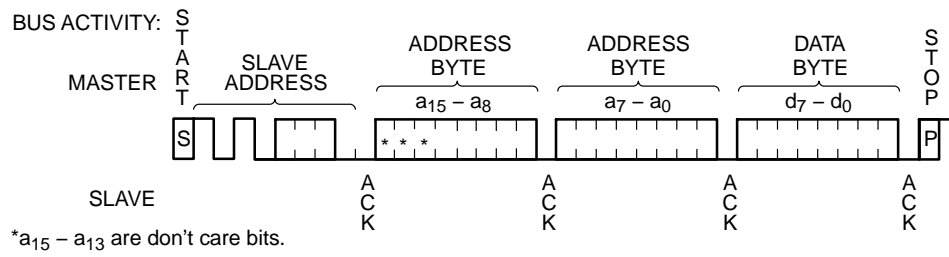 BUS ACTIVITY:
MASTER
START
SLAVE
ADDRESS
ADDRESS
BYTE
a15 – a8
ADDRESS
BYTE
a7 – a0
DATA
BYTE
d7 – d0
STOP
S
* * *
P
SLAVE
ACK
ACK
ACK
ACK
*a15 – a13 are don't care bits.